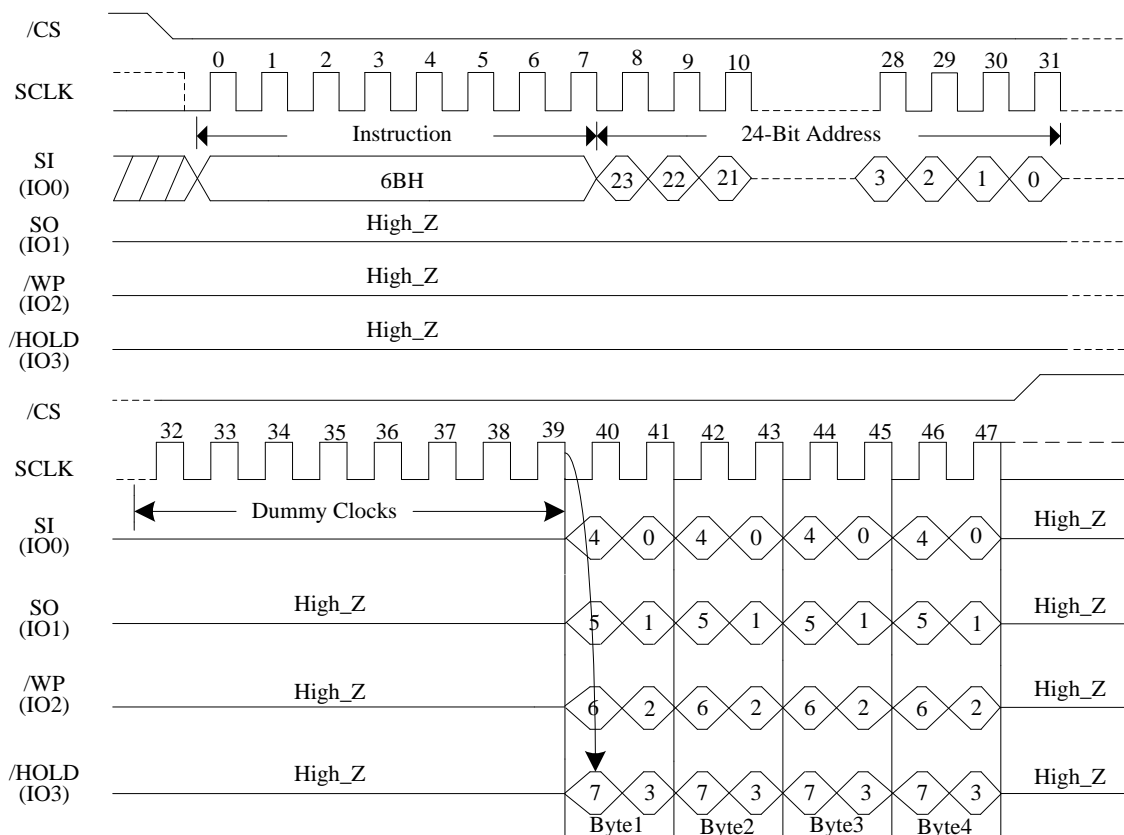 /CS
0 1 2 3 4 5 6 7 8 9 10 28 29 30 31
SCLK
Instruction 24-Bit Address
SI
(IO0)
6BH 23 22 21 3 2 1 0
SO
(IO1)
High_Z
/WP
(IO2)
High_Z
/HOLD
(IO3)
High_Z
/CS
32 33 34 35 36 37 38 39 40 41 42 43 44 45 46 47
SCLK
Dummy Clocks
SI
(IO0)
4 0 4 0 4 0 4 0 High_Z
SO
(IO1)
High_Z 5 1 5 1 5 1 5 1 High_Z
/WP
(IO2)
High_Z 6 2 6 2 6 2 6 2 High_Z
/HOLD
(IO3)
High_Z 7 3 7 3 7 3 7 3 High_Z
Byte1 Byte2 Byte3 Byte4